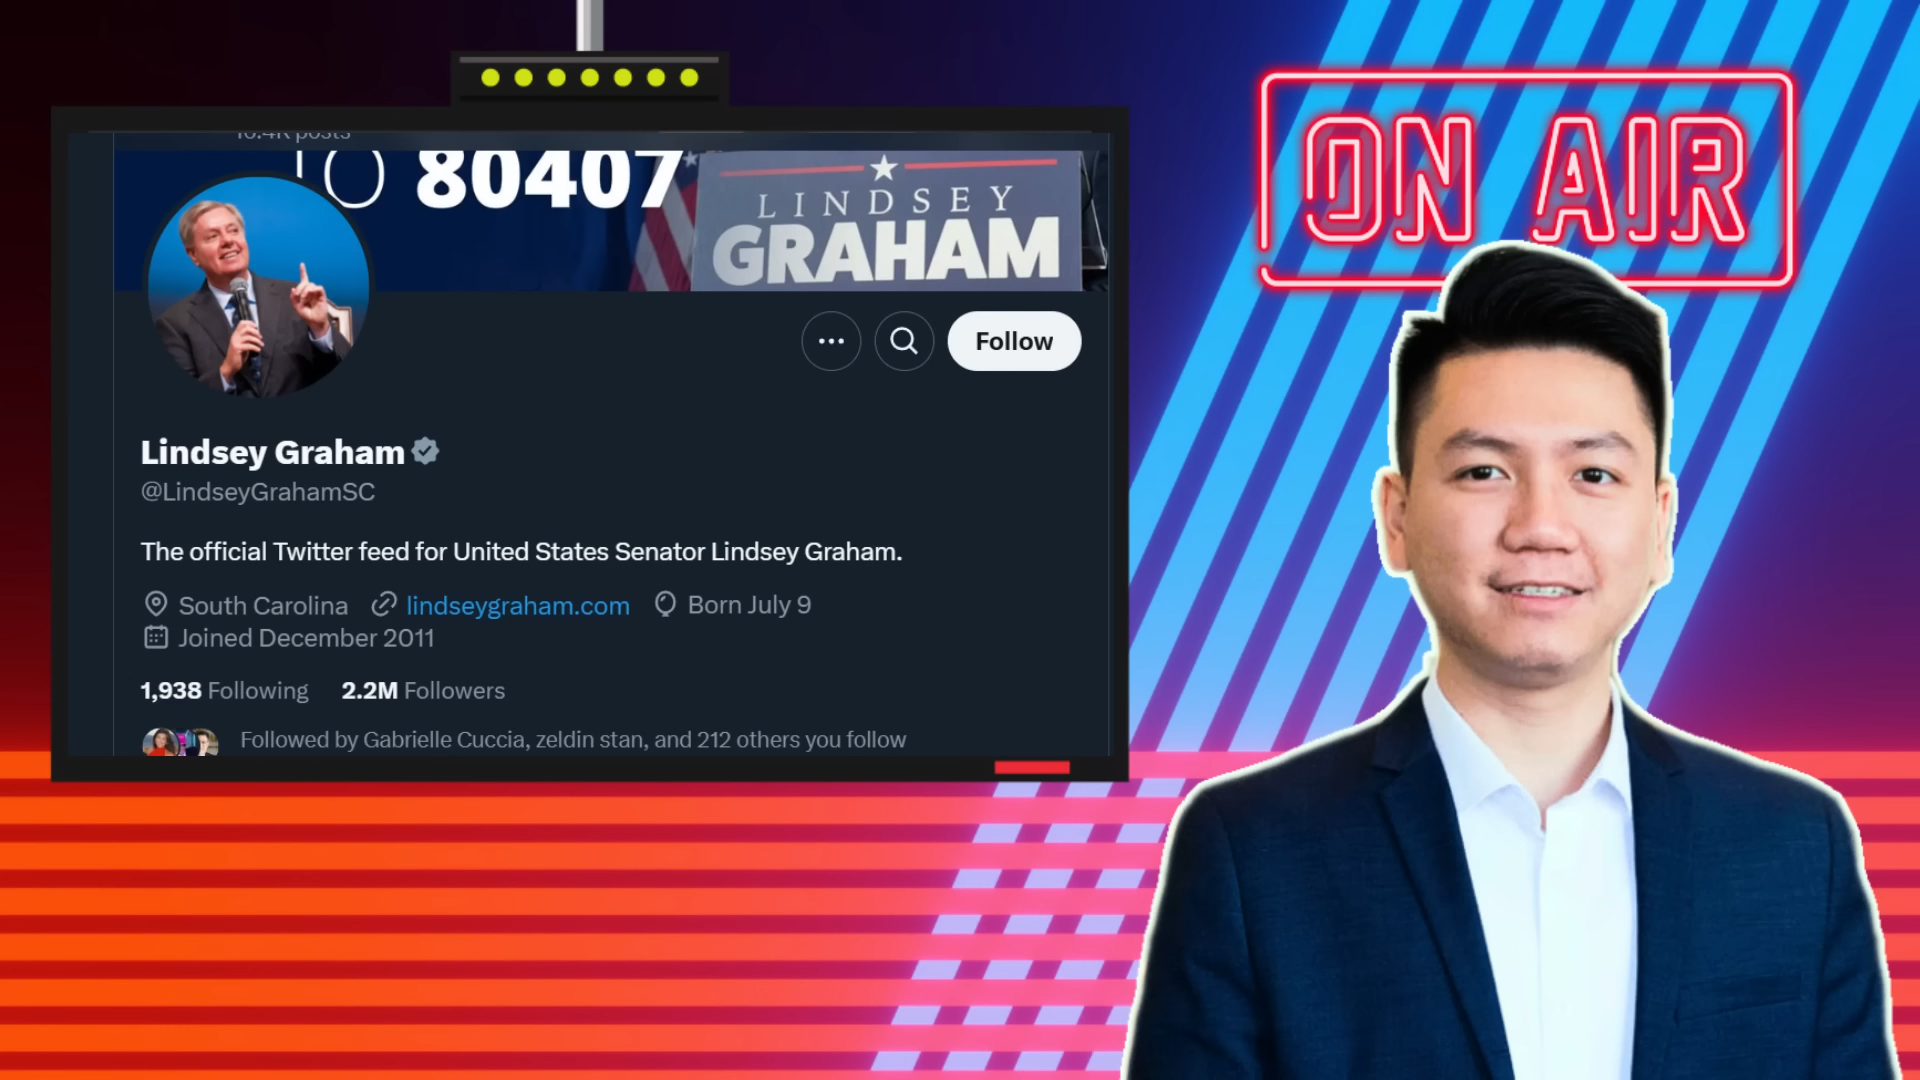 80407
LINDSEY
GRAHAM
Follow
Lindsey Graham
@LindseyGrahamSC
The official Twitter feed for United States Senator Lindsey Graham.
South Carolina lindseygraham.com Born July 9
Joined December 2011
1,938 Following 2.2M Followers
Followed by Gabrielle Cuccia, zeldin stan, and 212 others you follow
ON AIR